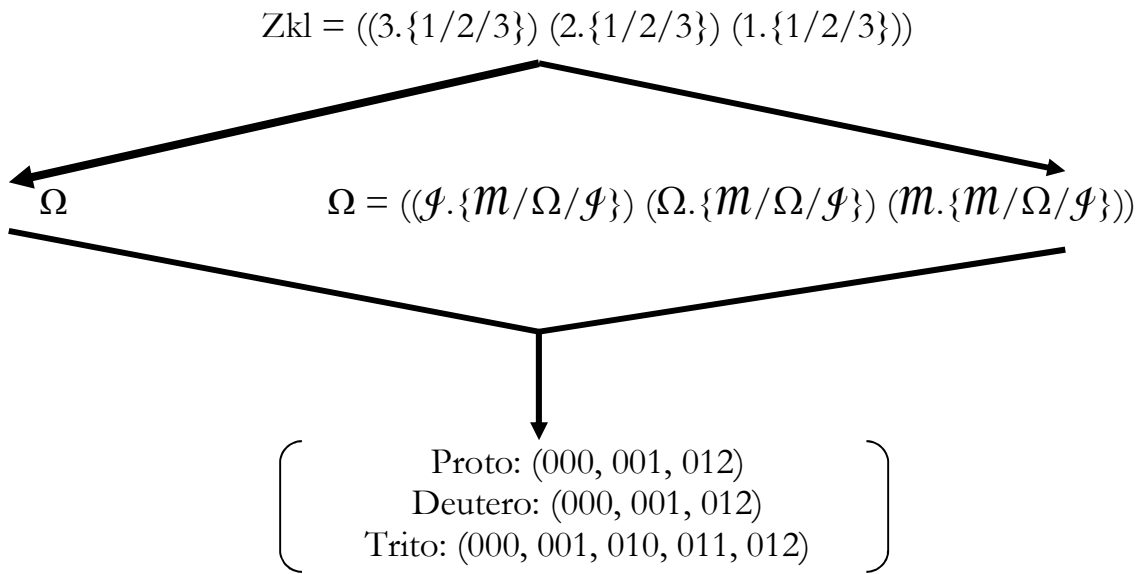 Zkl = ((3.{1/2/3}) (2.{1/2/3}) (1.{1/2/3}))
Ω Ω = ((ℐ.{ℳ/Ω/ℐ}) (Ω.{ℳ/Ω/ℐ}) (ℳ.{ℳ/Ω/ℐ}))
Proto: (000, 001, 012)
Deutero: (000, 001, 012)
Trito: (000, 001, 010, 011, 012)